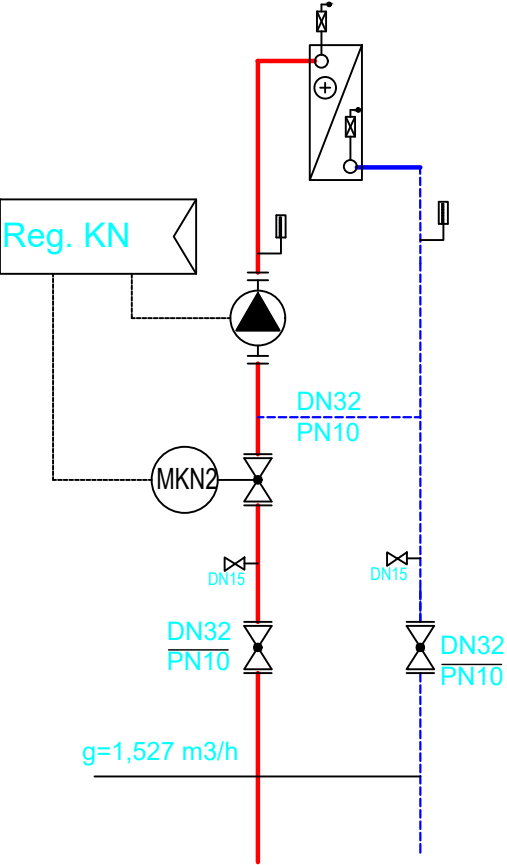 Reg. KN
DN32
PN10
MKN2
DN15
DN15
DN32
PN10
DN32
PN10
g=1,527 m3/h